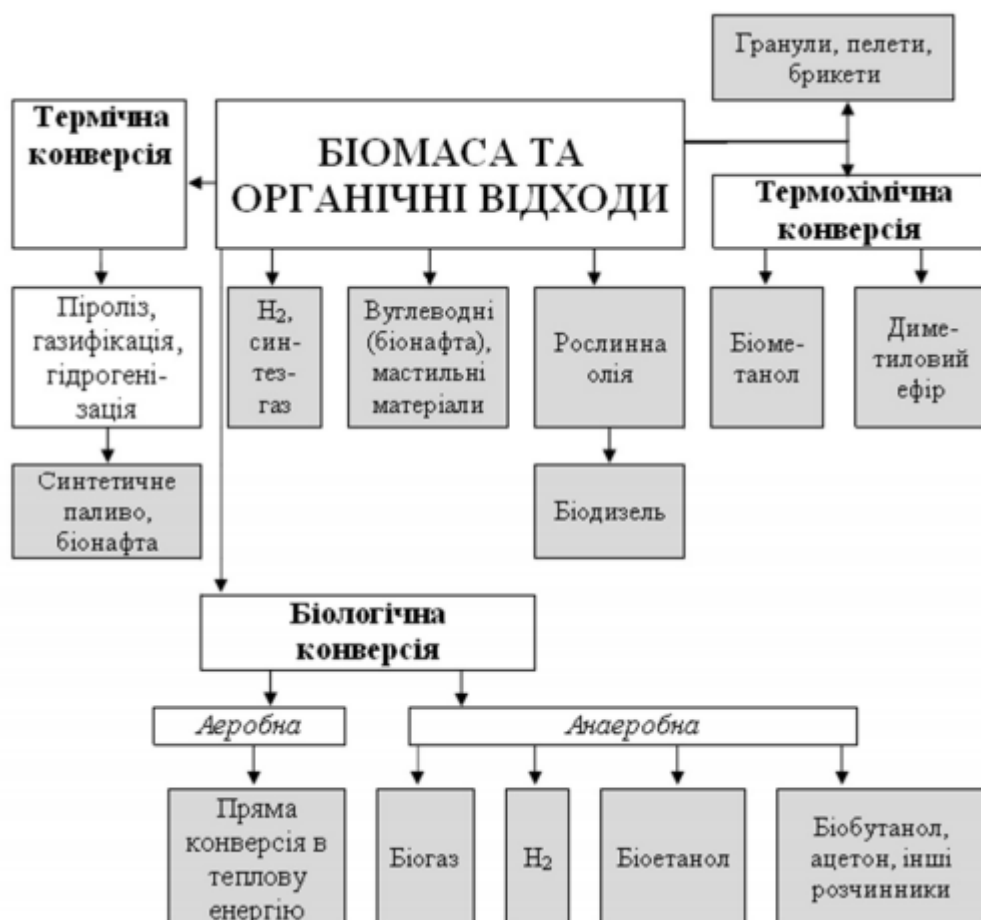 Гранули, пелети,
брикети
Термічна
конверсія
БІОМАСА ТА
ОРГАНІЧНІ ВІДХОДИ
Термохімічна
конверсія
Піроліз,
газифікація,
гідрогені-
зація
H₂,
син-
тез-
газ
Вуглеводні
(біонафта),
мастильні
матеріали
Рослинна
олія
Біоме-
танол
Диме-
тиловий
ефір
Синтетичне
паливо,
біонафта
Біодизель
Біологічна
конверсія
Аеробна
Анаеробна
Пряма
конверсія в
теплову
енергію
Біогаз
H₂
Біоетанол
Біобутанол,
ацетон, інші
розчинники